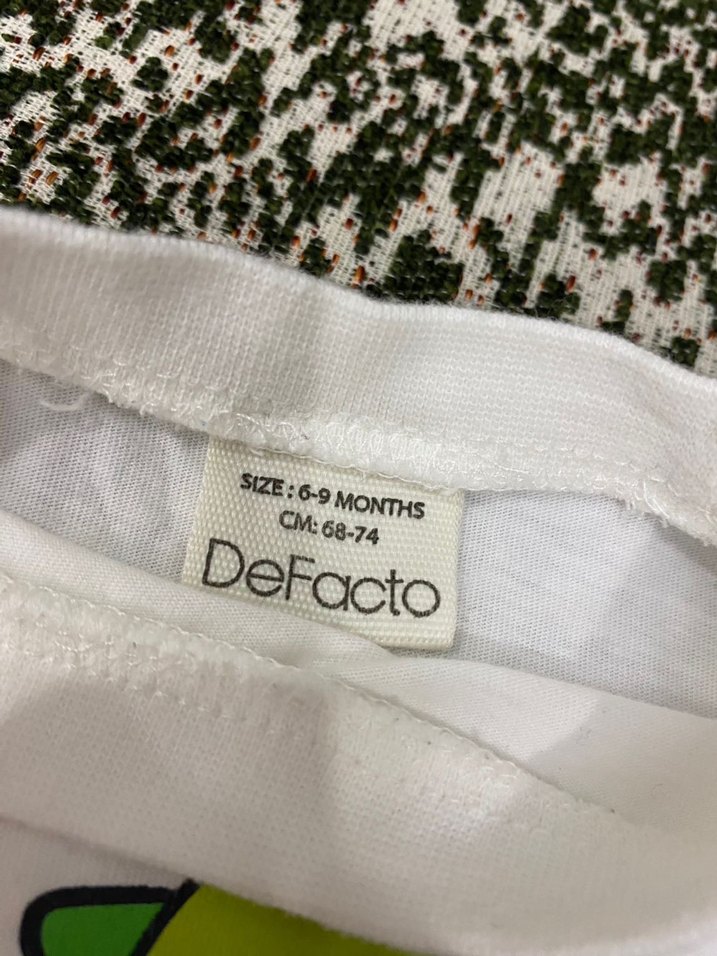 SIZE : 6-9 MONTHS
CM: 68-74
DeFacto